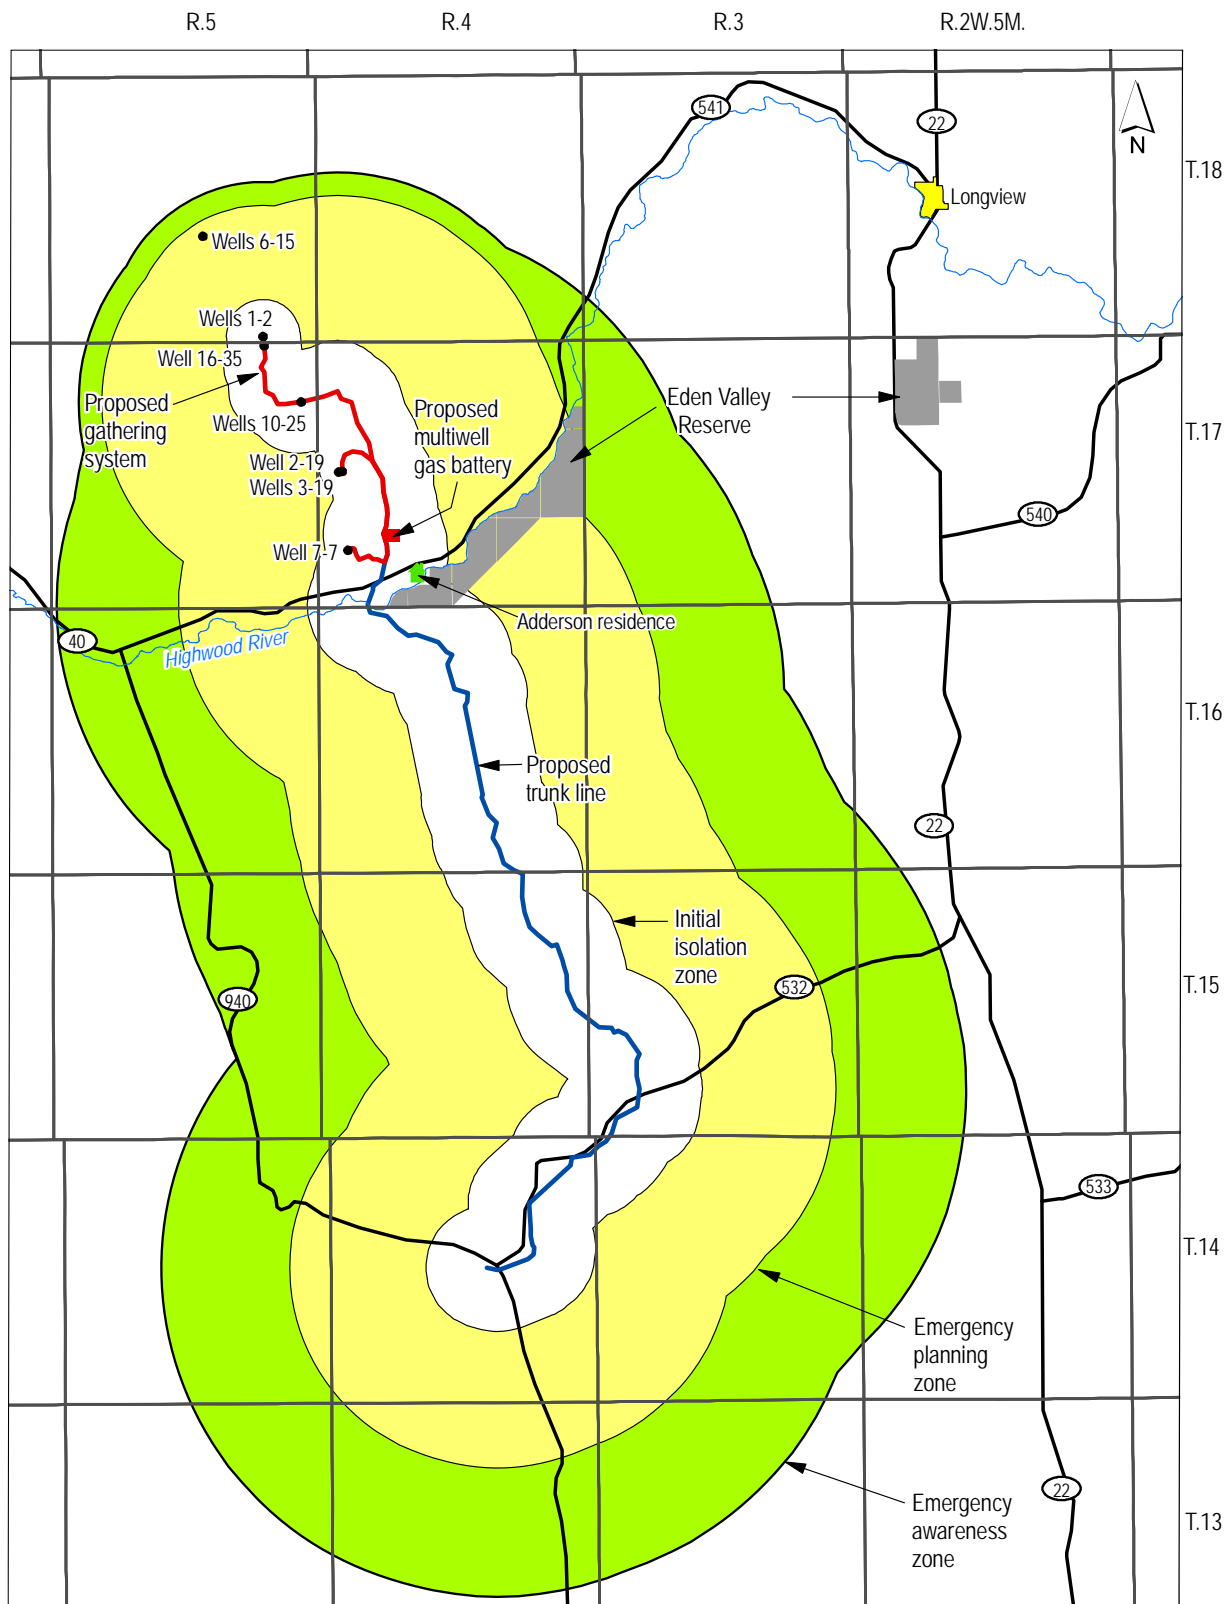 R.5 R.4 R.3 R.2W.5M.
541
22
N
T.18
Longview
Wells 6-15
Wells 1-2
Well 16-35
Proposed
gathering
system
Wells 10-25
Proposed
multiwell
gas battery
Eden Valley
Reserve
T.17
Well 2-19
Wells 3-19
540
Well 7-7
Adderson residence
40
Highwood River
T.16
Proposed
trunk line
22
Initial
isolation
zone
532
T.15
940
533
T.14
Emergency
planning
zone
22
Emergency
awareness
zone
T.13